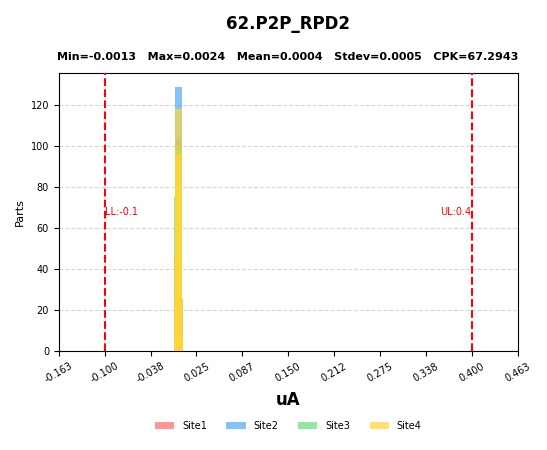 62.P2P_RPD2
Min=-0.0013 Max=0.0024 Mean=0.0004 Stdev=0.0005 CPK=67.2943
120
100
80
60
40
20
0
Parts
LL:-0.1
UL:0.4
-0.163 -0.100 -0.038 0.025 0.087 0.150 0.212 0.275 0.338 0.400 0.463
uA
Site1 Site2 Site3 Site4